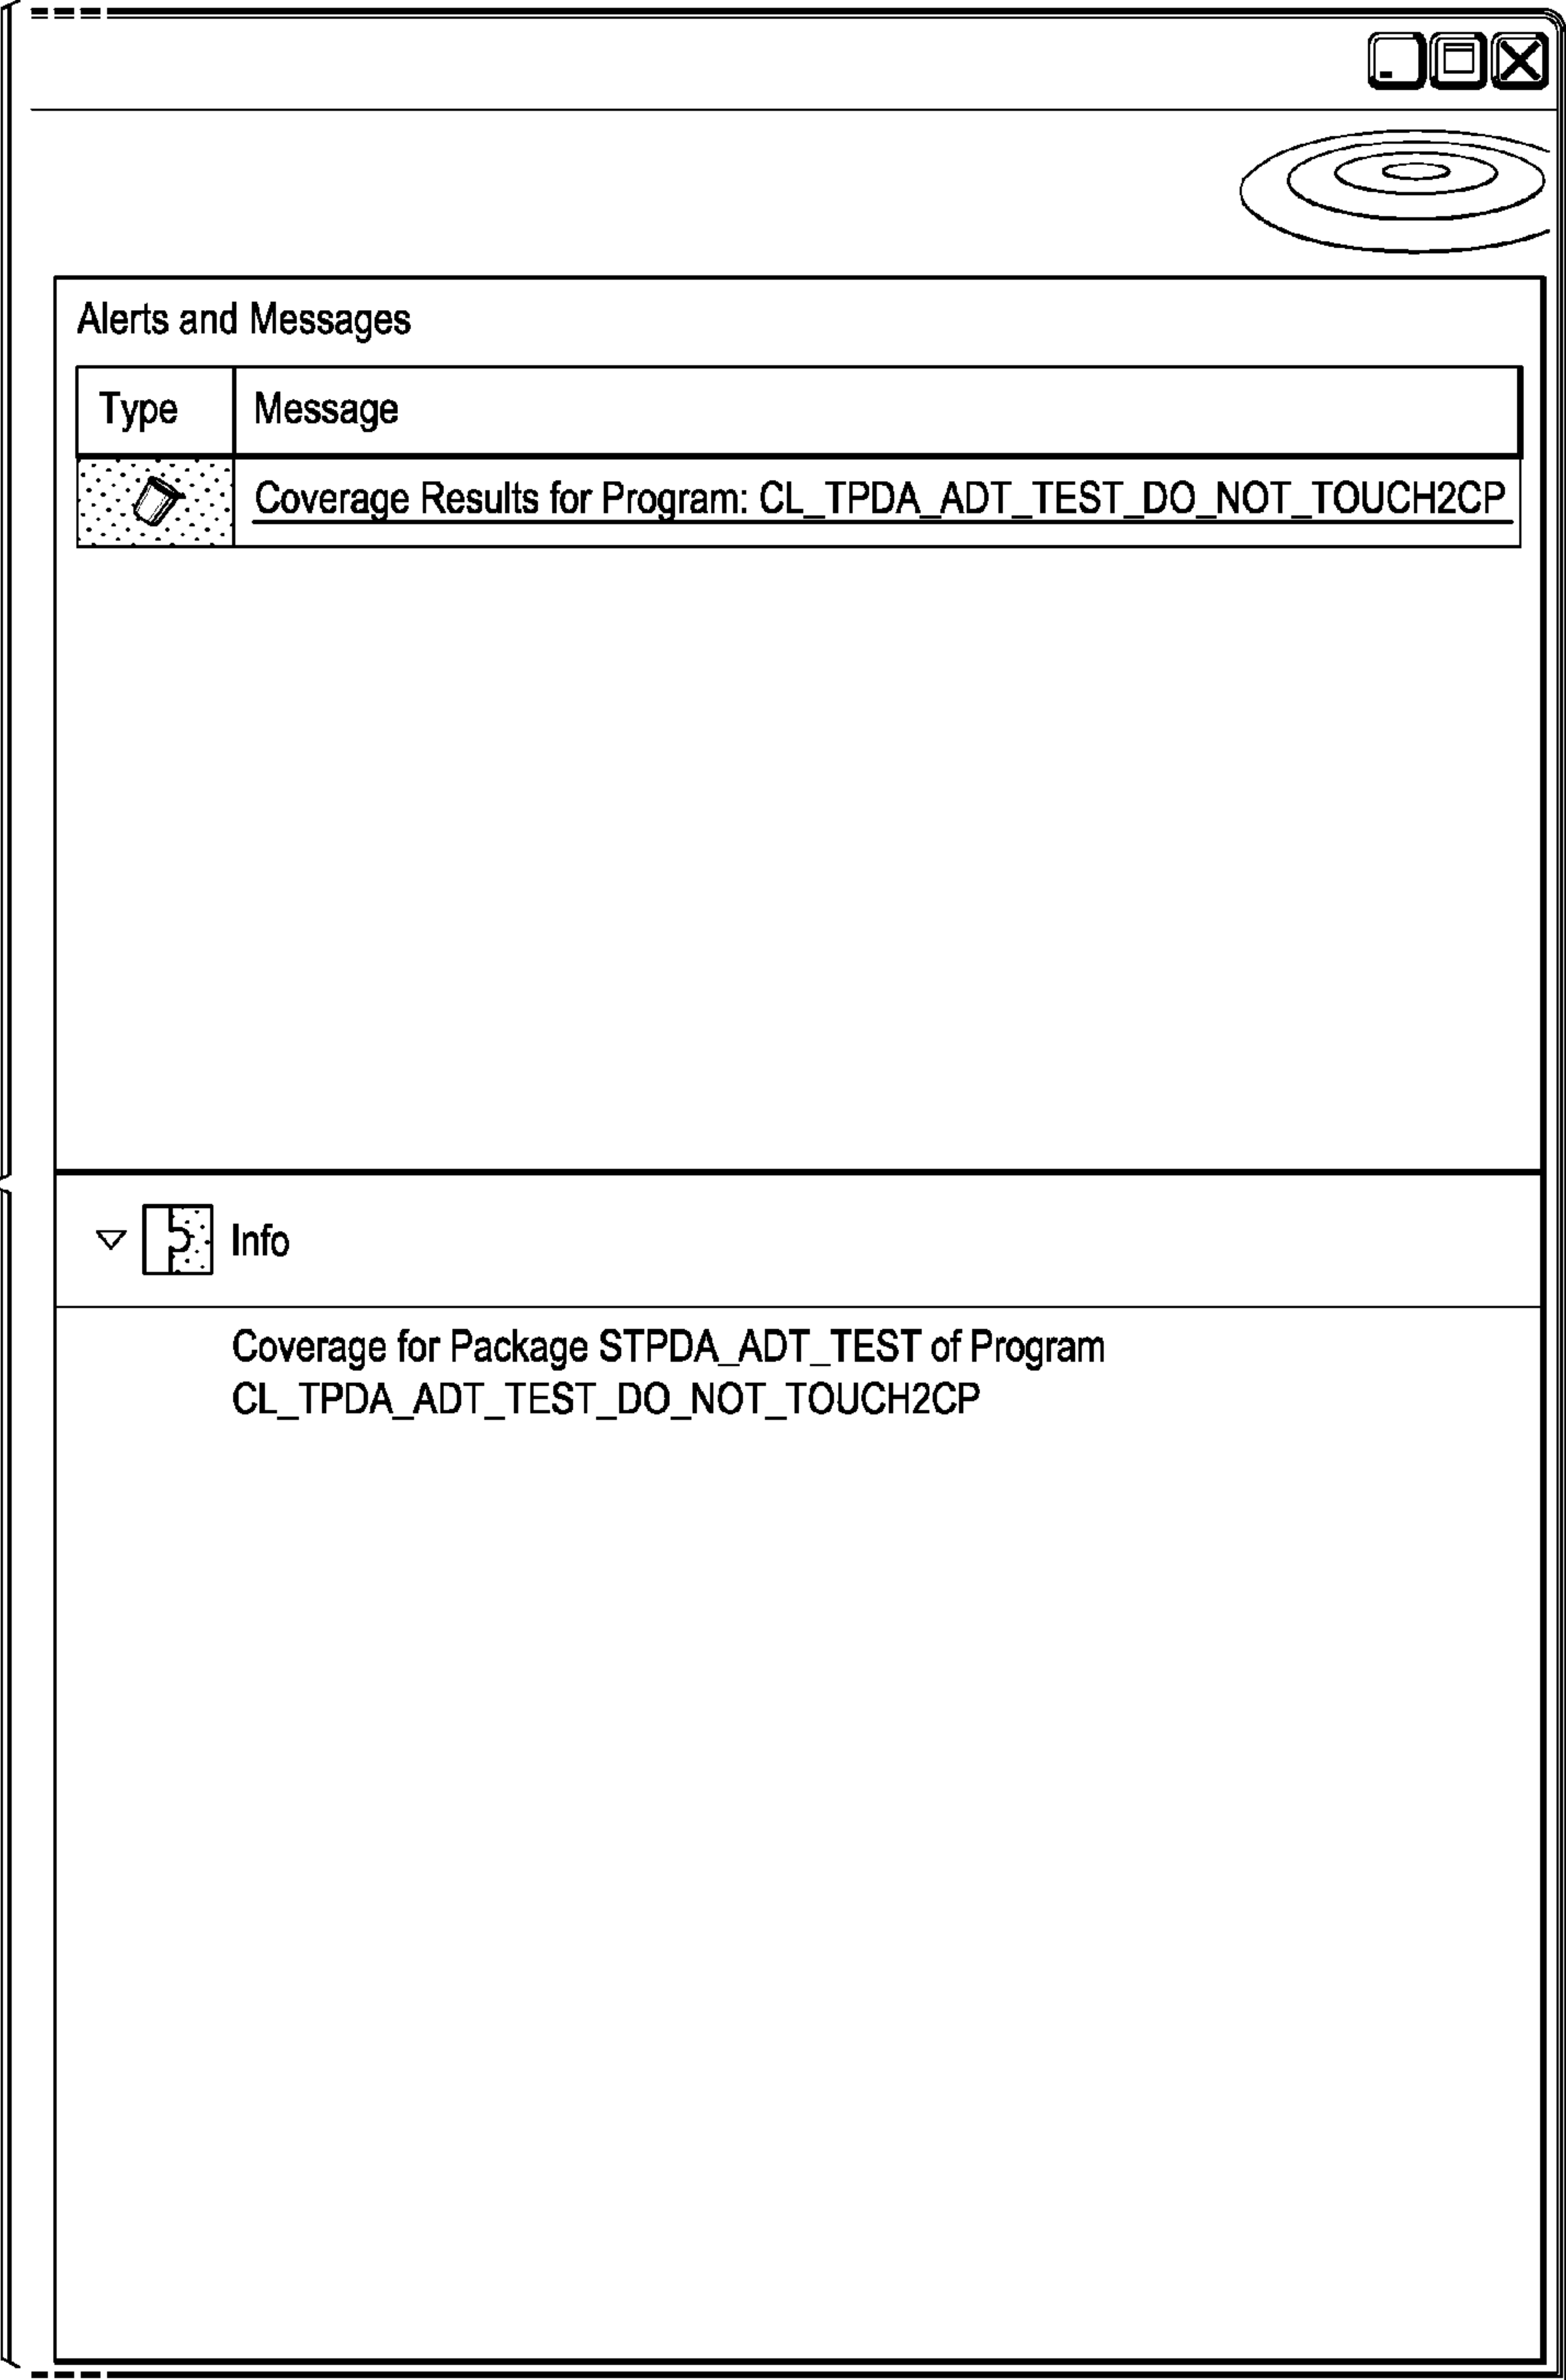 Alerts and Messages
Type Message
Coverage Results for Program: CL_TPDA_ADT_TEST_DO_NOT_TOUCH2CP
Info
Coverage for Package STPDA_ADT_TEST of Program
CL_TPDA_ADT_TEST_DO_NOT_TOUCH2CP